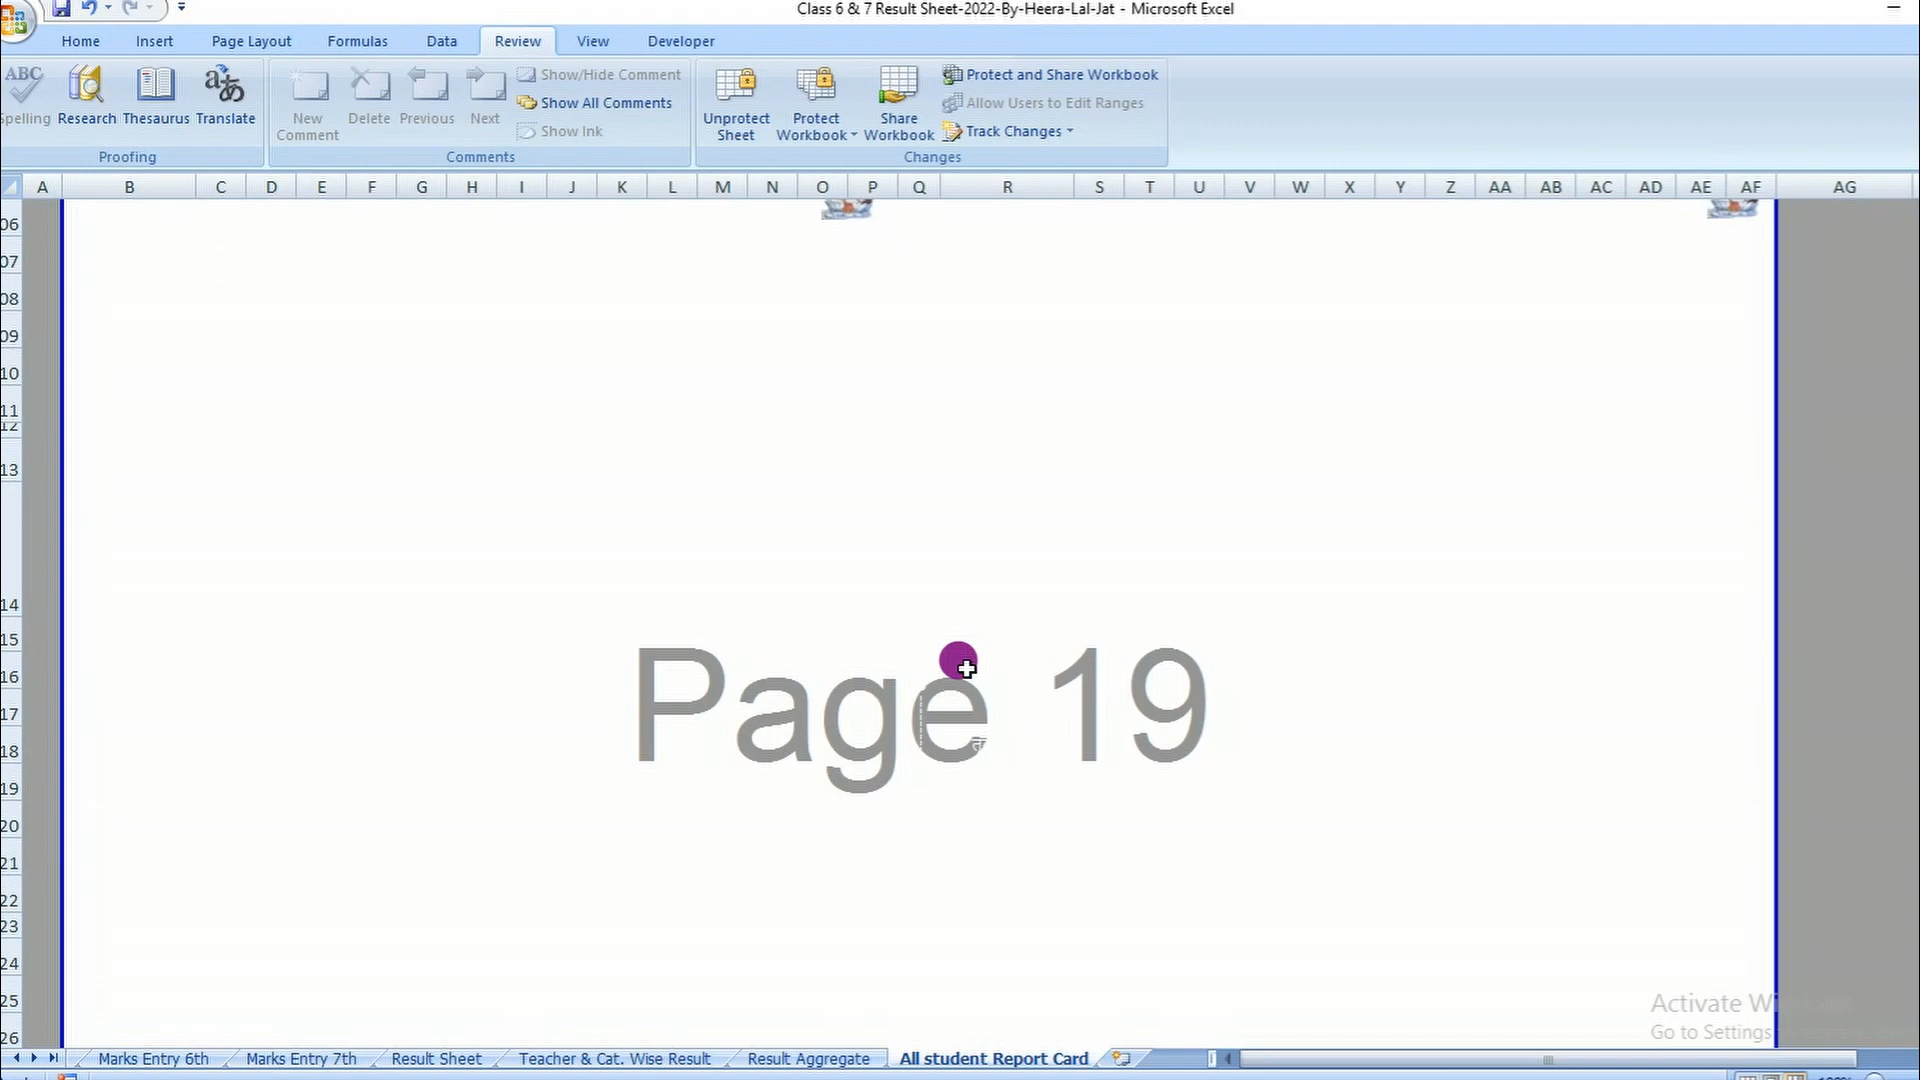 Class 6 & 7 Result Sheet-2022-By-Heera-Lal-Jat - Microsoft Excel
Home Insert Page Layout Formulas Data Review View Developer
ABC
Show/Hide Comment
Protect and Share Workbook
Show All Comments
Allow Users to Edit Ranges
Spelling Research Thesaurus Translate New Comment Delete Previous Next
Unprotect Sheet Protect Workbook Share Workbook
Show Ink
Track Changes
Proofing Comments Changes
A B C D E F G H I J K L M N O P Q R S T U V W X Y Z AA AB AC AD AE AF AG
06
07
08
09
10
11
12
13
14
15
16
17
18
19
20
21
22
23
24
25
26
Page 19
Activate W
Go to Settings
Marks Entry 6th Marks Entry 7th Result Sheet Teacher & Cat. Wise Result Result Aggregate All student Report Card